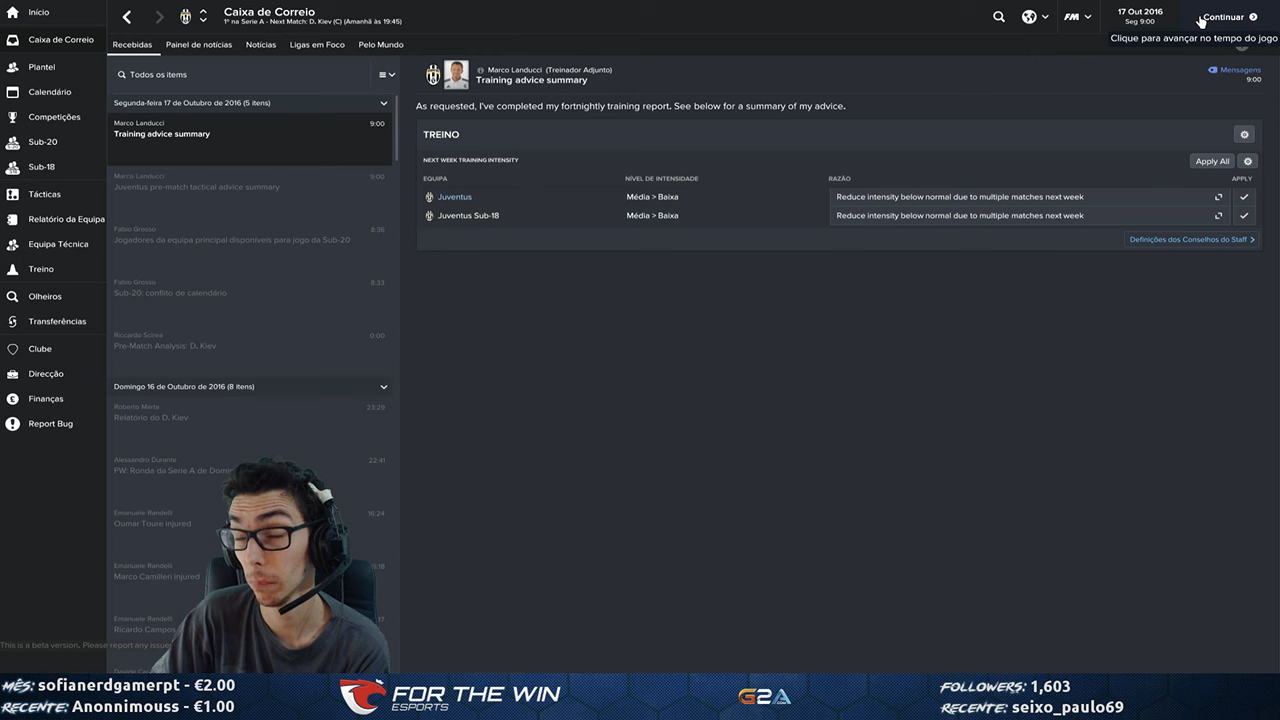 Início
Caixa de Correio
Plantel
Calendário
Competições
Sub-20
Sub-18
Tácticas
Relatório da Equipa
Equipa Técnica
Treino
Olheiros
Transferências
Clube
Direcção
Finanças
Report Bug
Caixa de Correio
1º na Serie A - Next Match: D. Kiev (C) (Amanhã às 19:45)
FM
17 Out 2016
Seg 9:00
Continuar
Clique para avançar no tempo do jogo
Recebidas Painel de notícias Notícias Ligas em Foco Pelo Mundo
Todos os items
Segunda-feira 17 de Outubro de 2016 (5 itens)
Marco Landucci 9:00
Training advice summary
Marco Landucci 9:00
Juventus pre-match tactical advice summary
Fabio Grosso 8:36
Jogadores da equipa principal disponíveis para jogo da Sub-20
Fabio Grosso 8:33
Sub-20: conflito de calendário
Riccardo Scirea 0:00
Pre-Match Analysis: D. Kiev
Domingo 16 de Outubro de 2016 (8 itens)
Roberto Marta 23:29
Relatório do D. Kiev
Alessandro Durante 22:41
FW: Ronda da Serie A de
Emanuele Randelli 16:24
Oumar Toure injured
Emanuele Randelli
Marco Camilleri injured
Emanuele Randelli
Ricardo Campos
This is a beta version. Please report any issue
Marco Landucci (Treinador Adjunto)
Training advice summary
Mensagens
9:00
As requested, I've completed my fortnightly training report. See below for a summary of my advice.
TREINO
NEXT WEEK TRAINING INTENSITY
Apply All
EQUIPA NÍVEL DE INTENSIDADE RAZÃO APPLY
Juventus Média > Baixa Reduce intensity below normal due to multiple matches next week
Juventus Sub-18 Média > Baixa Reduce intensity below normal due to multiple matches next week
Definições dos Conselhos do Staff
MÊS: sofianerdgamerpt - €2.00
RECENTE: Anonnimouss - €1.00
FOR THE WIN
ESPORTS
G2A.COM
FOLLOWERS: 1,603
RECENTE: seixo_paulo69